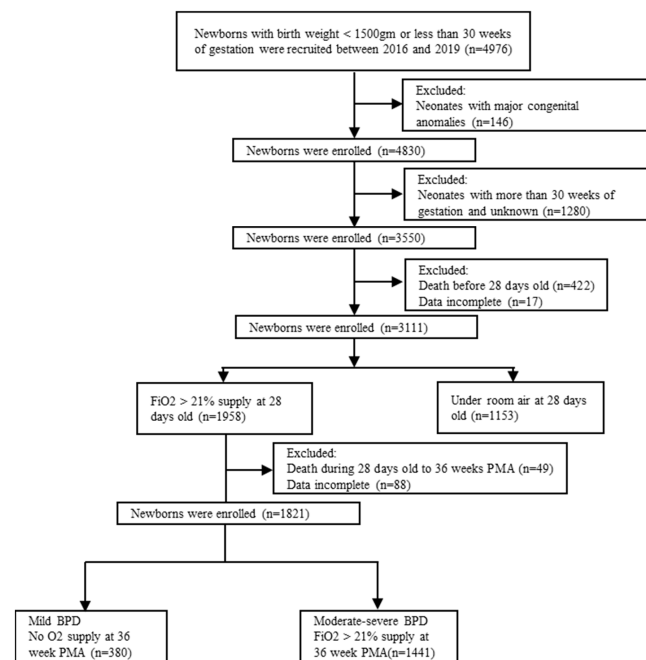 Newborns with birth weight < 1500gm or less than 30 weeks
of gestation were recruited between 2016 and 2019 (n=4976)
Excluded:
Neonates with major congenital
anomalies (n=146)
Newborns were enrolled (n=4830)
Excluded:
Neonates with more than 30 weeks of
gestation and unknown (n=1280)
Newborns were enrolled (n=3550)
Excluded:
Death before 28 days old (n=422)
Data incomplete (n=17)
Newborns were enrolled (n=3111)
FiO2 > 21% supply at 28
days old (n=1958)
Under room air at 28 days
old (n=1153)
Excluded:
Death during 28 days old to 36 weeks PMA (n=49)
Data incomplete (n=88)
Newborns were enrolled (n=1821)
Mild BPD
No O2 supply at 36
week PMA (n=380)
Moderate-severe BPD
FiO2 > 21% supply at
36 week PMA(n=1441)